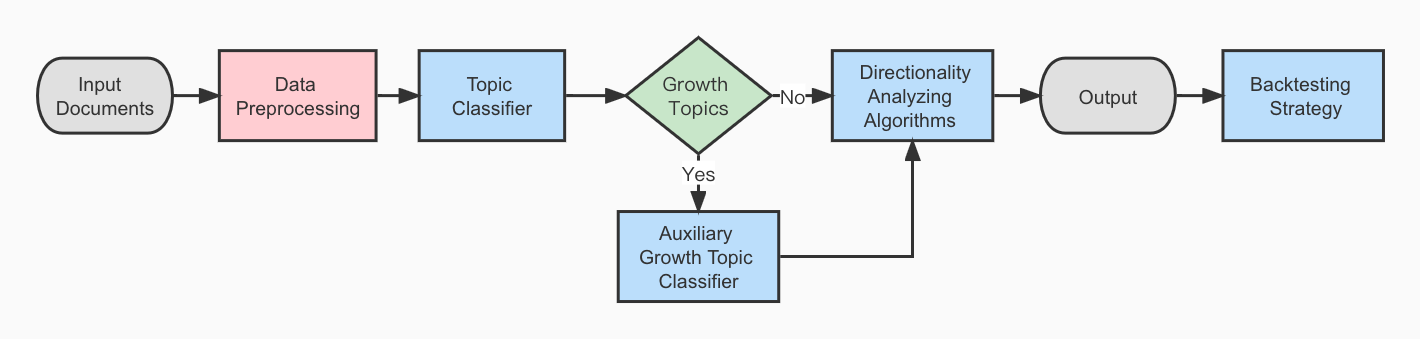 Input
Documents
Data
Preprocessing
Topic
Classifier
Growth
Topics
No
Yes
Auxiliary
Growth Topic
Classifier
Directionality
Analyzing
Algorithms
Output
Backtesting
Strategy